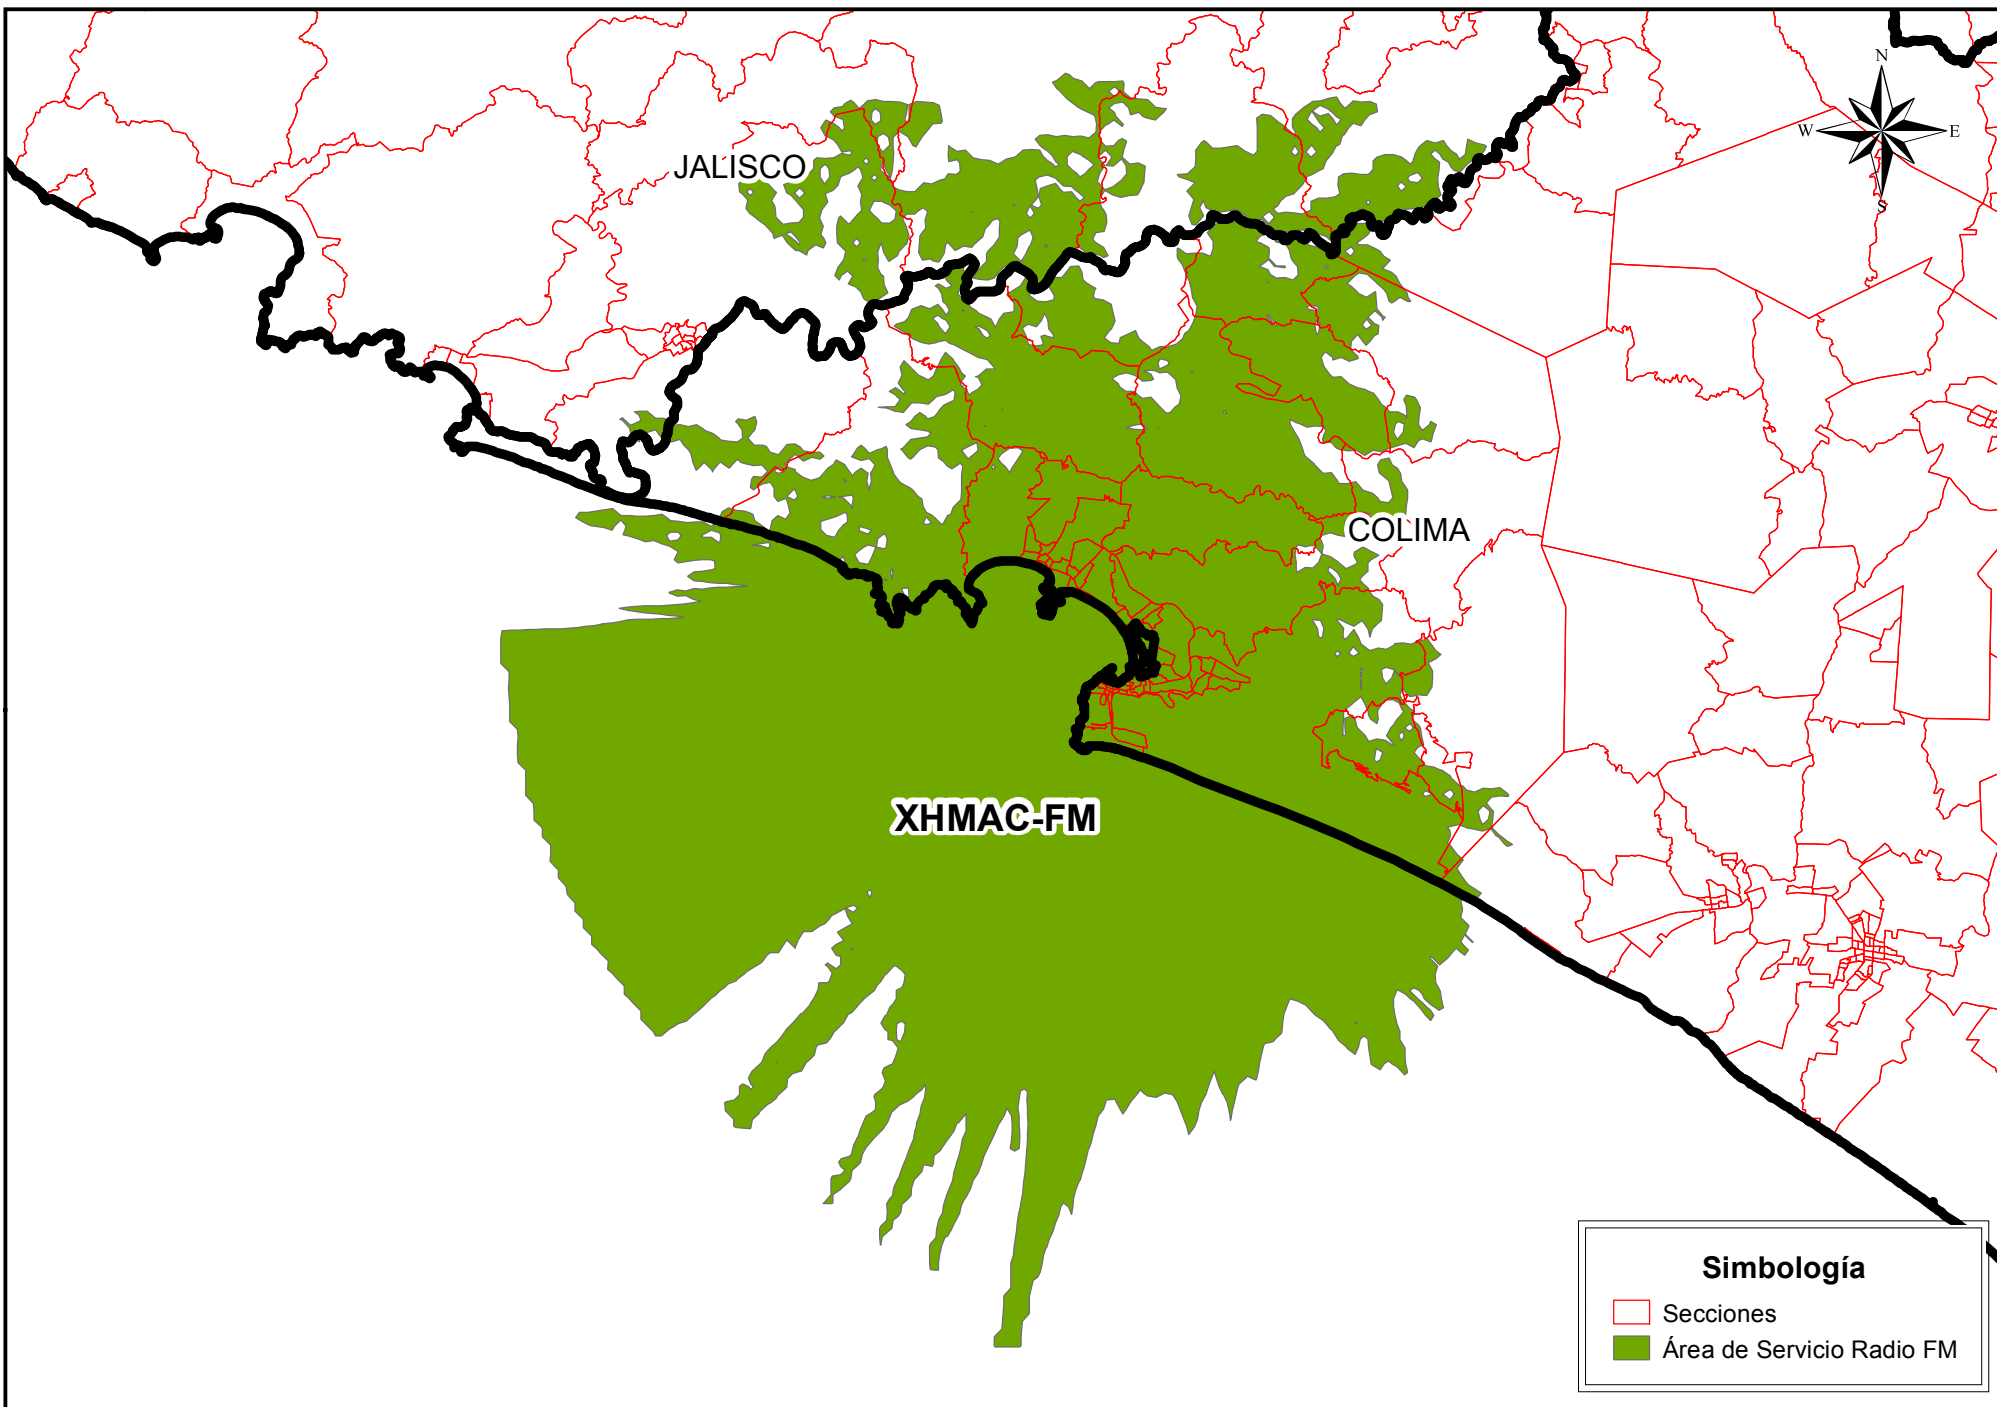 N
W E
S
JALISCO
COLIMA
XHMAC-FM
Simbología
Secciones
Área de Servicio Radio FM